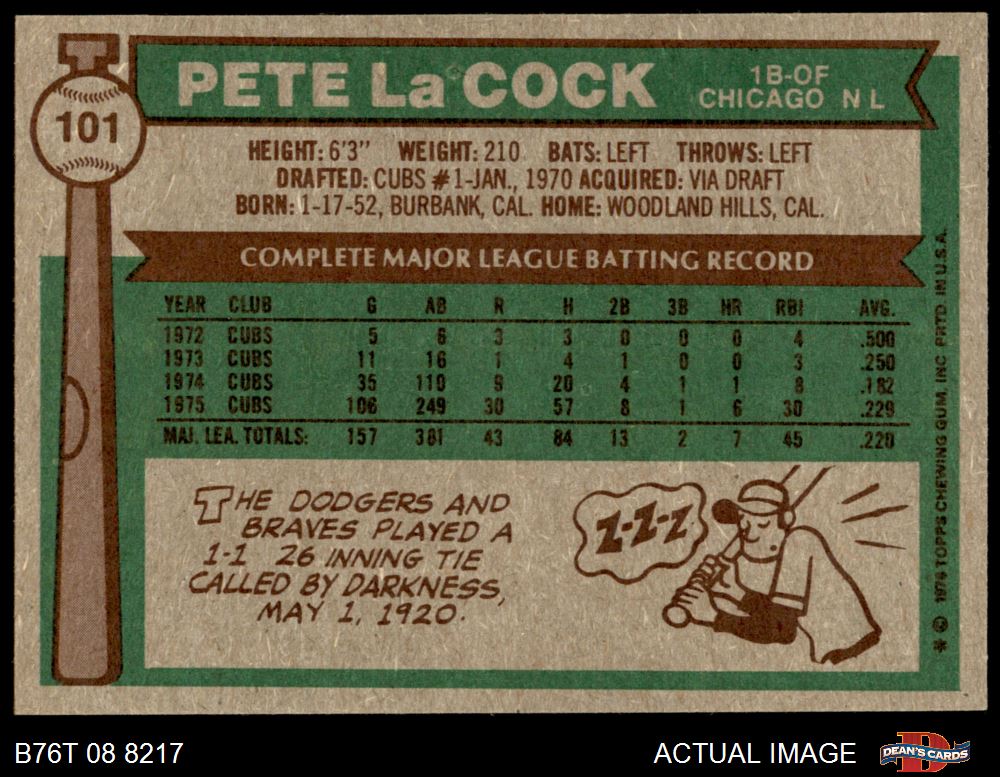 101
PETE La COCK
1B-OF
CHICAGO N L
HEIGHT: 6'3" WEIGHT: 210 BATS: LEFT THROWS: LEFT
DRAFTED: CUBS #1-JAN., 1970 ACQUIRED: VIA DRAFT
BORN: 1-17-52, BURBANK, CAL. HOME: WOODLAND HILLS, CAL.
COMPLETE MAJOR LEAGUE BATTING RECORD
YEAR CLUB G AB R H 2B 3B HR RBI AVG.
1972 CUBS 5 6 3 3 0 0 0 4 .500
1973 CUBS 11 16 1 4 1 0 0 3 .250
1974 CUBS 35 110 9 20 4 1 1 8 .182
1975 CUBS 106 249 30 57 8 1 6 30 .229
MAJ. LEA. TOTALS: 157 381 43 84 13 2 7 45 .220
THE DODGERS AND
BRAVES PLAYED A
1-1 26 INNING TIE
CALLED BY DARKNESS,
MAY 1, 1920.
Z-Z-Z
* © 1976 TOPPS CHEWING GUM, INC PRTD. IN U.S.A.
B76T 08 8217
ACTUAL IMAGE
D
DEAN'S CARDS